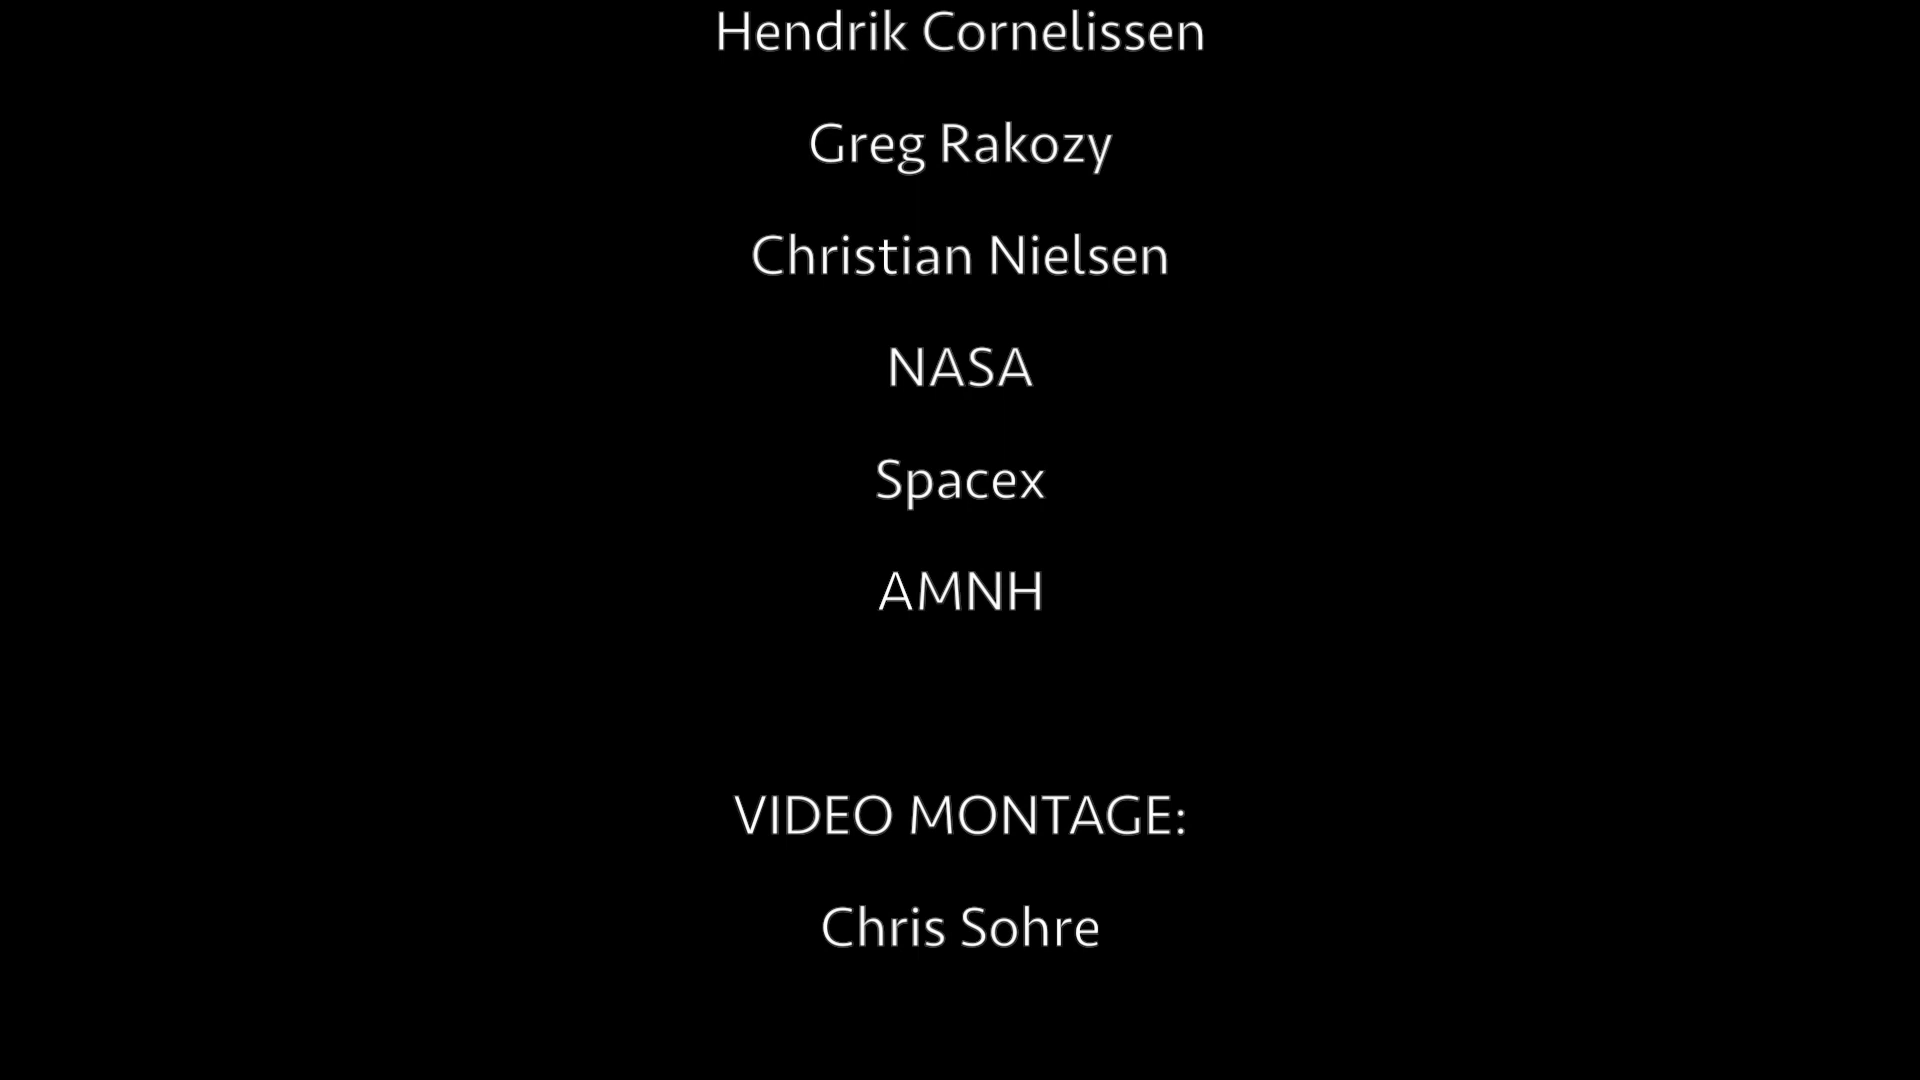 Hendrik Cornelissen
Greg Rakozy
Christian Nielsen
NASA
Spacex
AMNH
VIDEO MONTAGE:
Chris Sohre